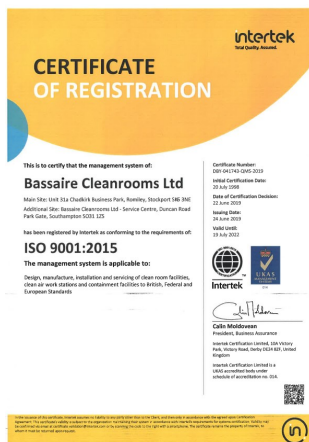 intertek
Total Quality. Assured.
CERTIFICATE
OF REGISTRATION
This is to certify that the management system of:
Bassaire Cleanrooms Ltd
Main Site: Unit 31a Chadkirk Business Park, Romiley, Stockport SK6 3NE
Additional Site: Bassaire Cleanrooms Ltd - Service Centre, Duncan Road
Park Gate, Southampton SO31 1ZS
has been registered by Intertek as conforming to the requirements of:
ISO 9001:2015
The management system is applicable to:
Design, manufacture, installation and servicing of clean room facilities,
clean air work stations and containment facilities to British, Federal and
European Standards
Certificate Number:
DBY-041740-QMS-2019
Initial Certification Date:
20 July 1998
Date of Certification Decision:
22 June 2019
Issuing Date:
24 June 2019
Valid Until:
19 July 2022
Intertek
UKAS
MANAGEMENT
SYSTEMS
014
Calin Moldovean
President, Business Assurance
Intertek Certification Limited, 10A Victory
Park, Victory Road, Derby DE24 8ZF, United
Kingdom
Intertek Certification Limited is a
UKAS accredited body under
schedule of accreditation no. 014.